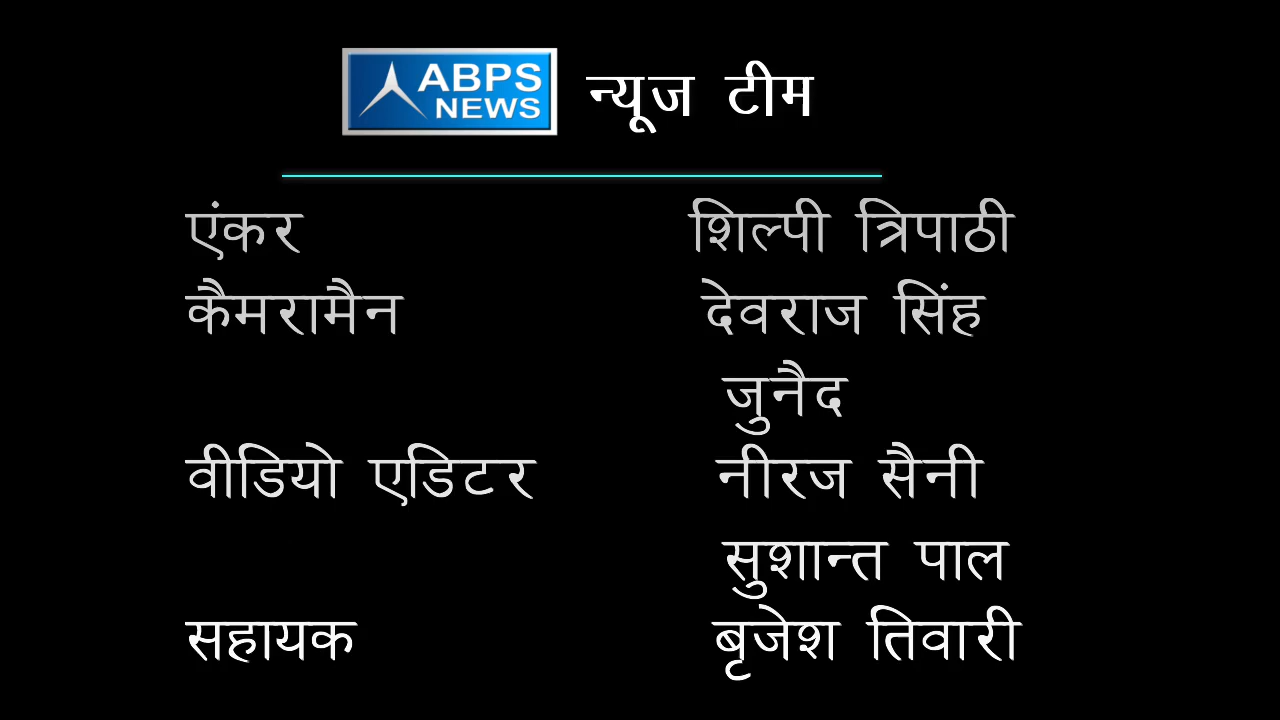 ABPS NEWS न्यूज टीम
एंकर शिल्पी त्रिपाठी
कैमरामैन देवराज सिंह
जुनैद
वीडियो एडिटर नीरज सैनी
सुशान्त पाल
सहायक बृजेश तिवारी